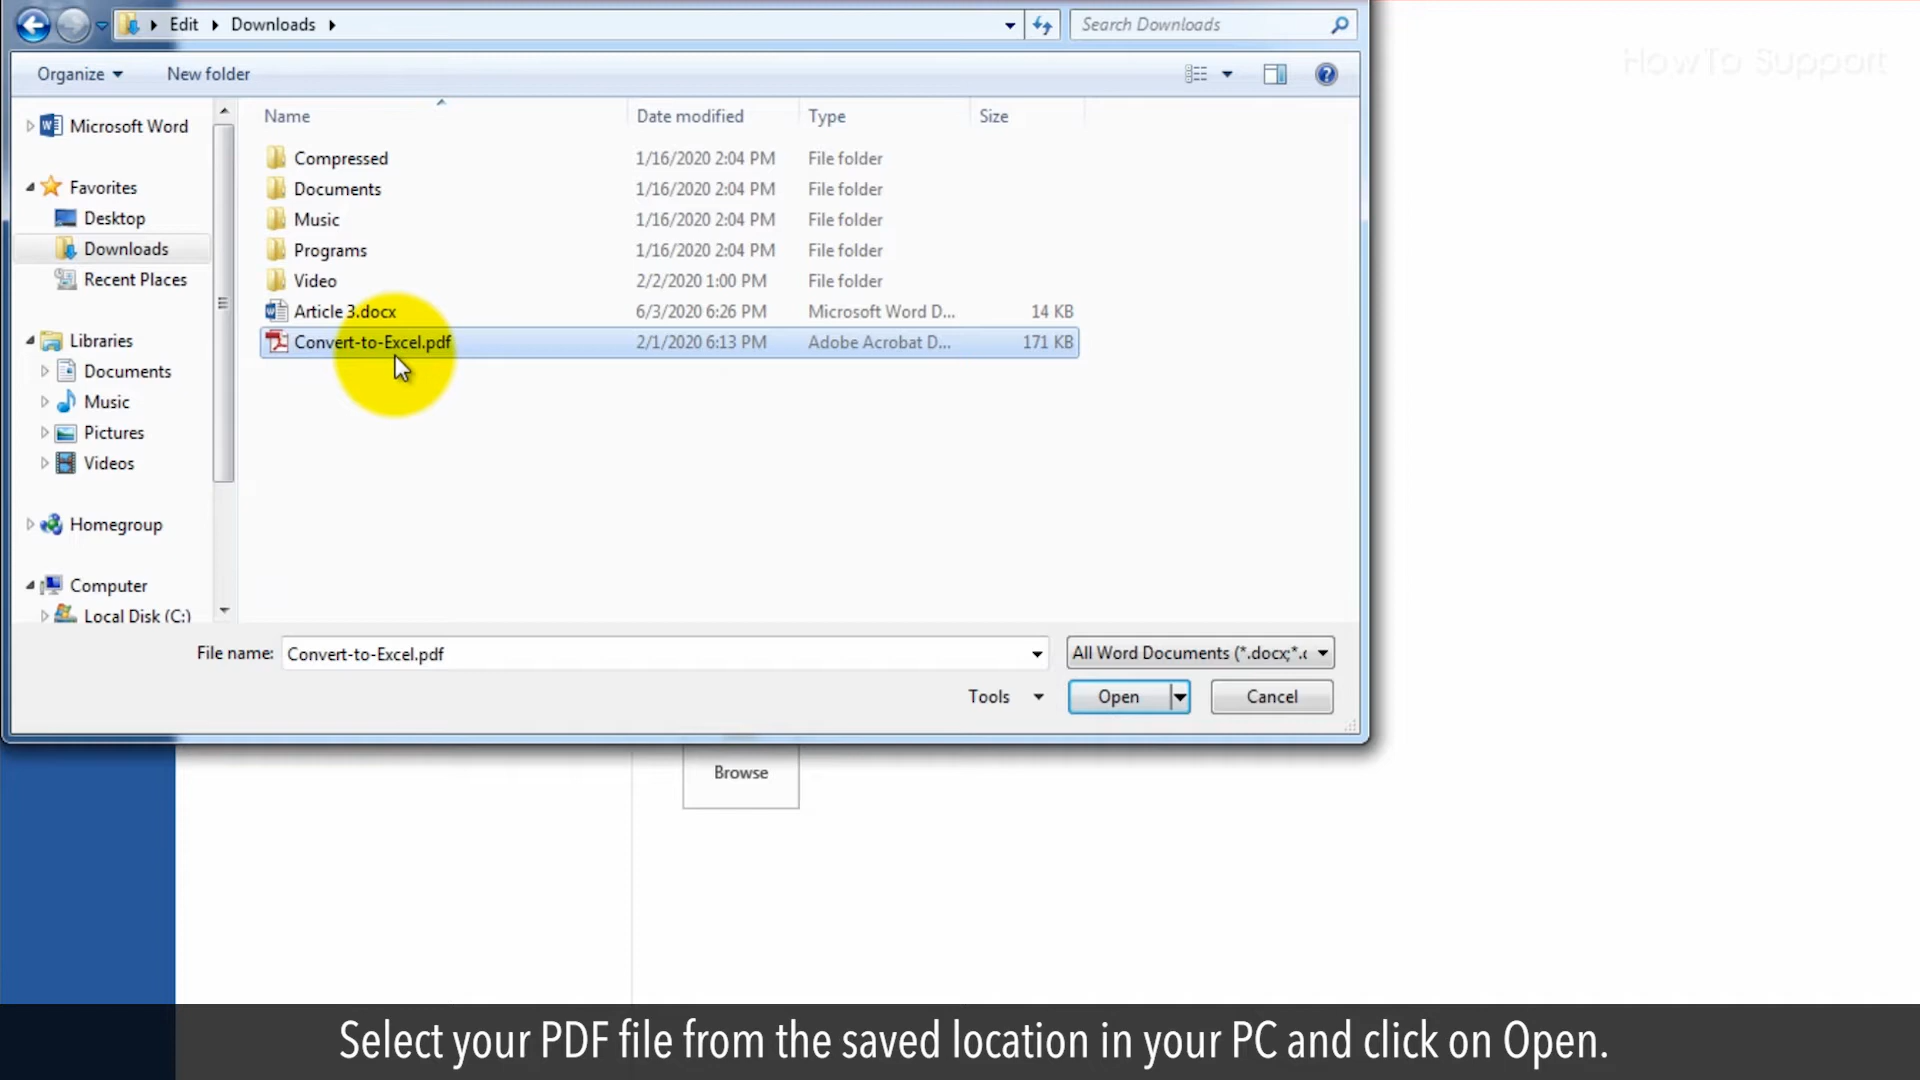 Edit Downloads Search Downloads
HowTo Support
Organize New folder
Name Date modified Type Size
Microsoft Word
Compressed 1/16/2020 2:04 PM File folder
Documents 1/16/2020 2:04 PM File folder
Favorites
Music 1/16/2020 2:04 PM File folder
Desktop
Programs 1/16/2020 2:04 PM File folder
Downloads
Video 2/2/2020 1:00 PM File folder
Recent Places
Article 3.docx 6/3/2020 6:26 PM Microsoft Word D... 14 KB
Libraries
Convert-to-Excel.pdf 2/1/2020 6:13 PM Adobe Acrobat D... 171 KB
Documents
Music
Pictures
Videos
Homegroup
Computer
Local Disk (C:)
File name: Convert-to-Excel.pdf All Word Documents (*.docx;*.c
Tools Open Cancel
Browse
Select your PDF file from the saved location in your PC and click on Open.